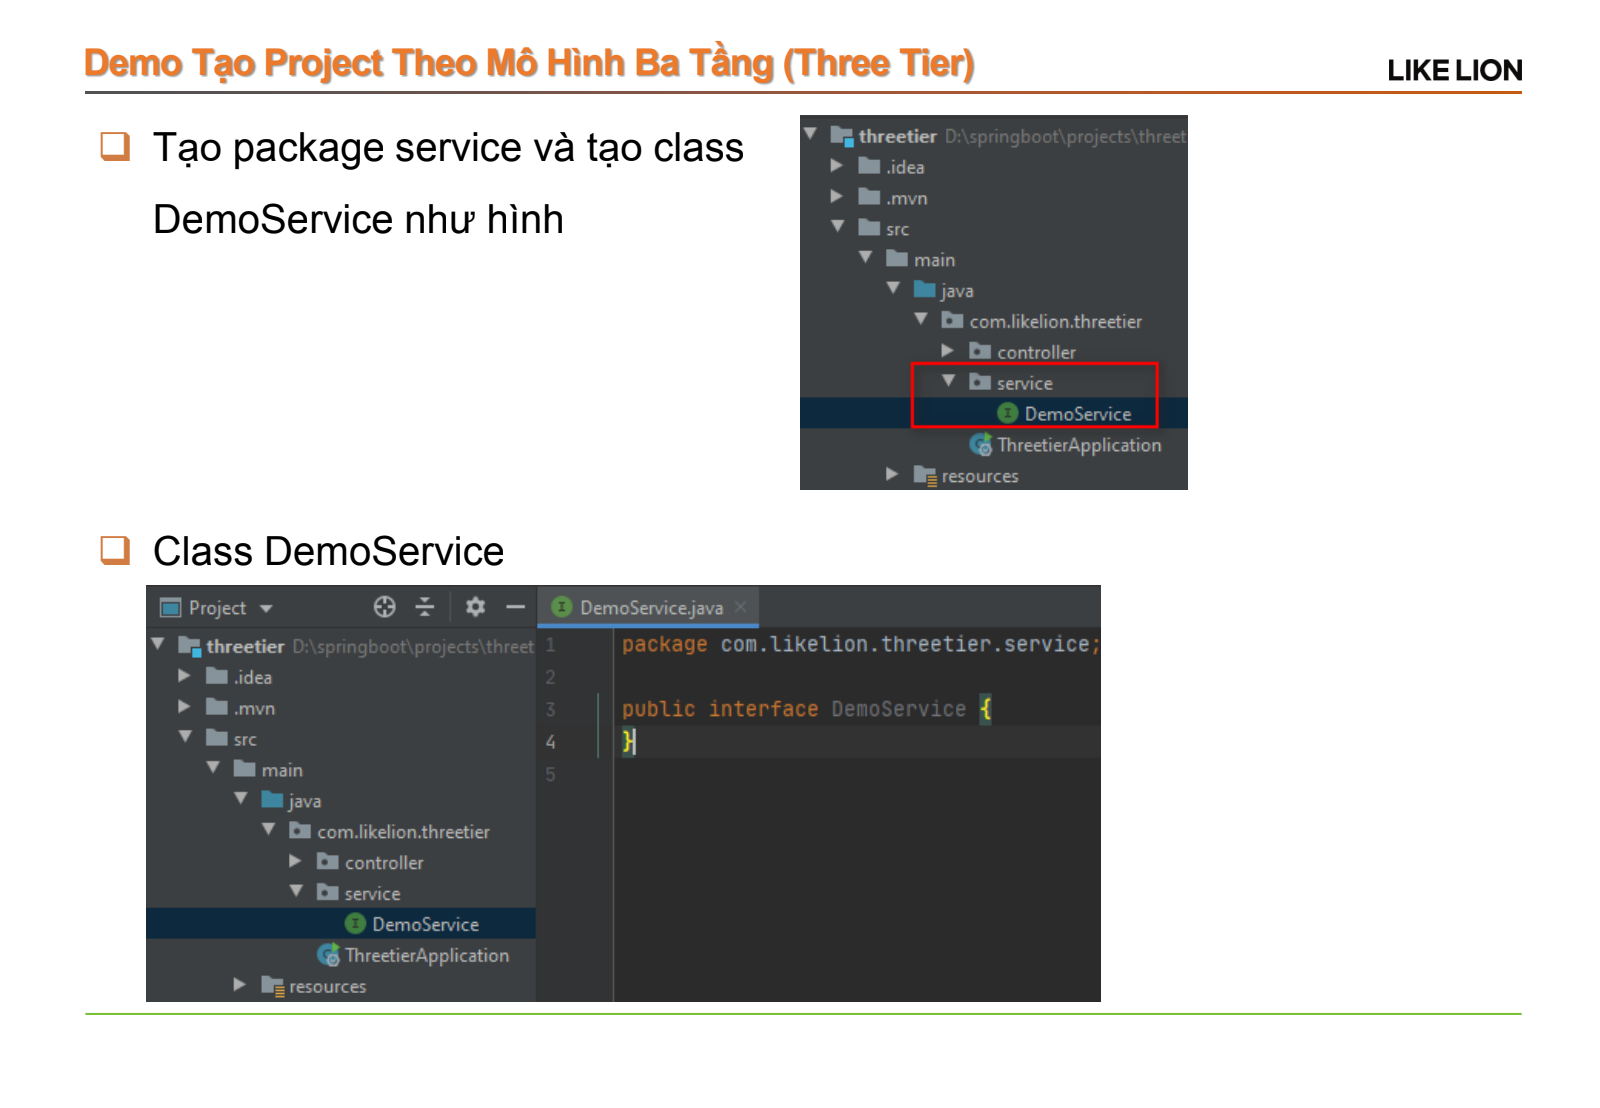 Demo Tạo Project Theo Mô Hình Ba Tầng (Three Tier)
LIKE LION
Tạo package service và tạo class
DemoService như hình
threetier D:\springboot\projects\threet
.idea
.mvn
src
main
java
com.likelion.threetier
controller
service
DemoService
ThreetierApplication
resources
Class DemoService
Project
DemoService.java
threetier D:\springboot\projects\threet
.idea
.mvn
src
main
java
com.likelion.threetier
controller
service
DemoService
ThreetierApplication
resources
1 package com.likelion.threetier.service;
2
3 public interface DemoService {
4 }
5